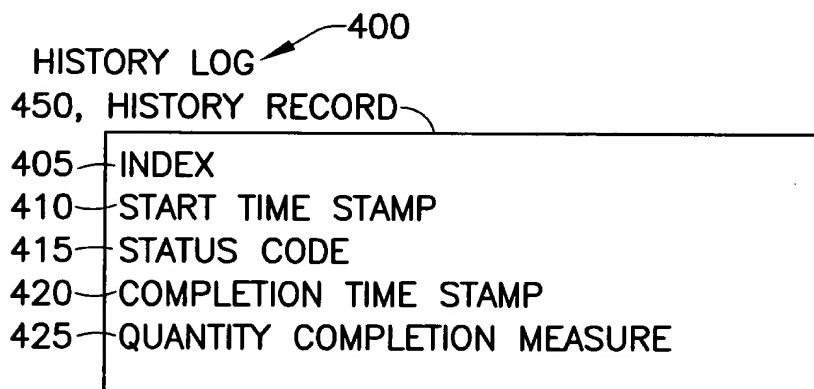 400
HISTORY LOG
450, HISTORY RECORD
405 INDEX
410 START TIME STAMP
415 STATUS CODE
420 COMPLETION TIME STAMP
425 QUANTITY COMPLETION MEASURE